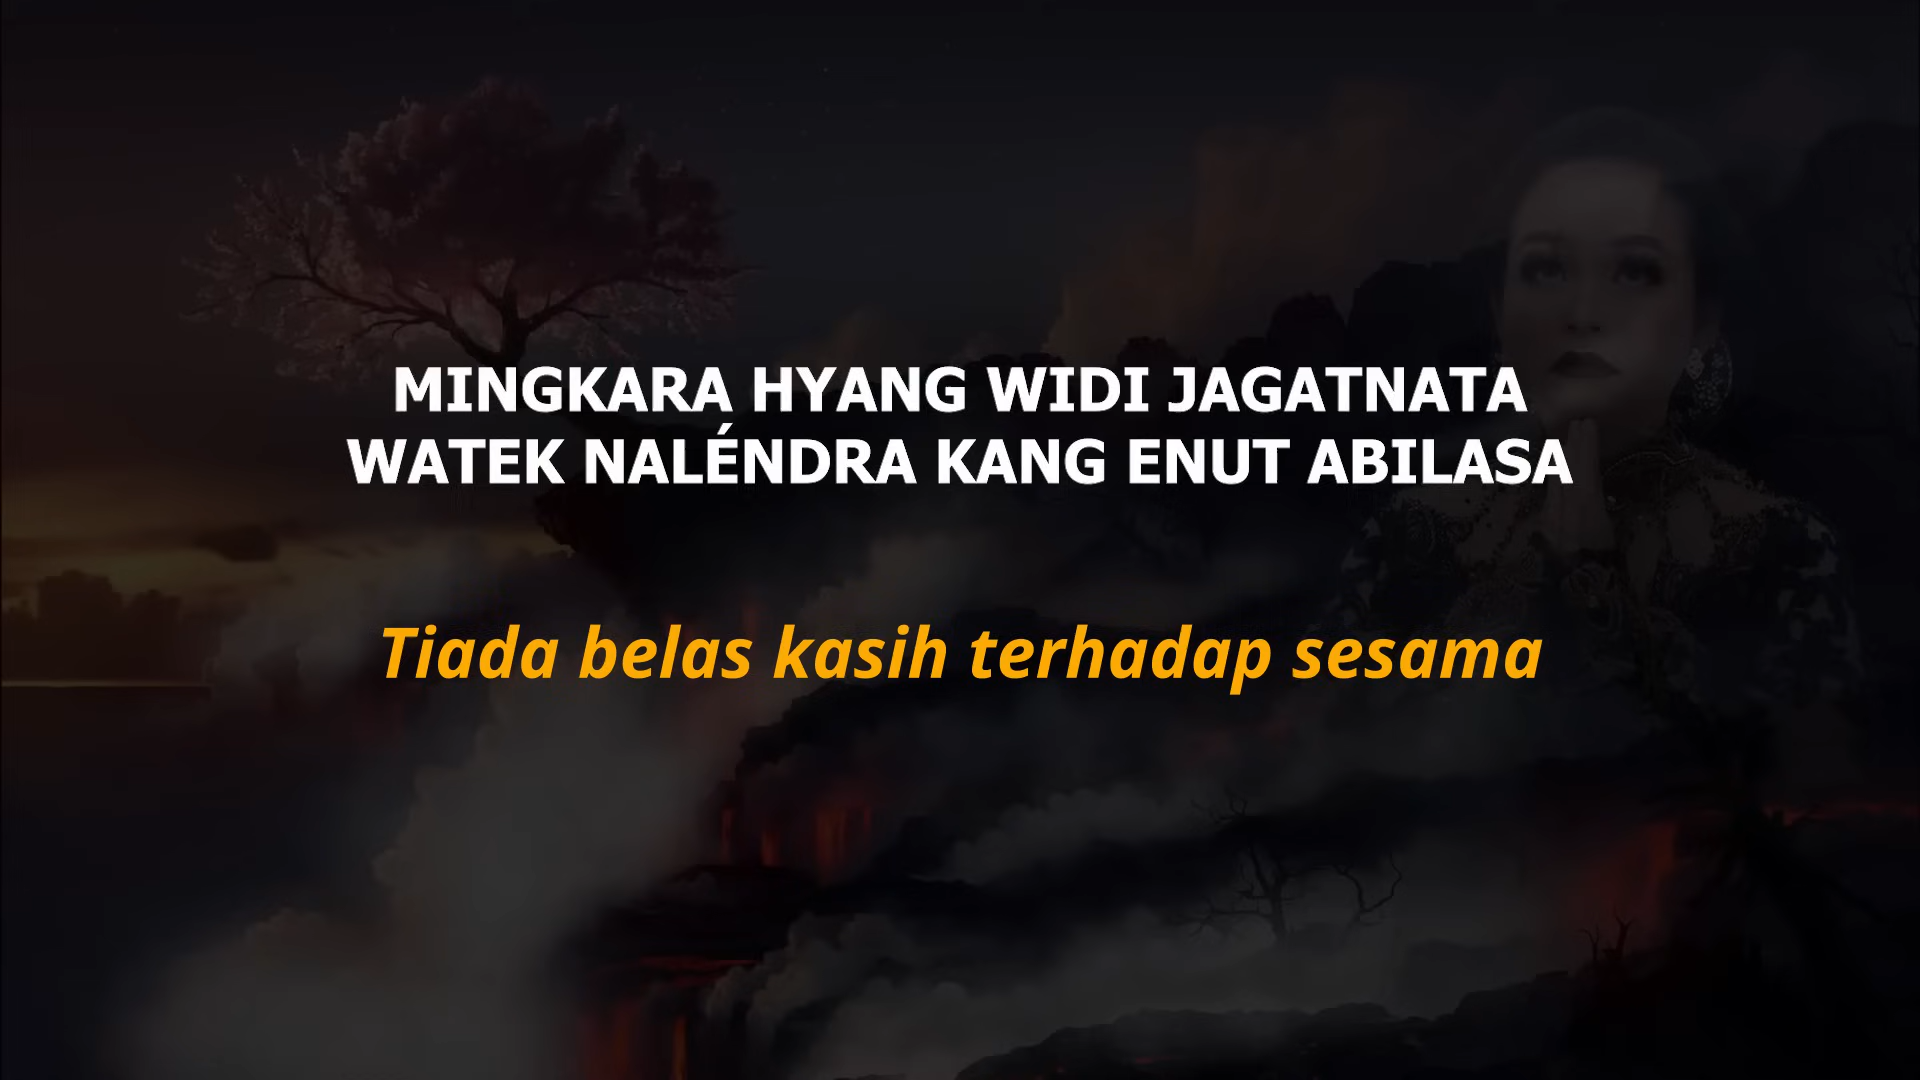 MINGKARA HYANG WIDI JAGATNATA
WATEK NALÉNDRA KANG ENUT ABILASA
Tiada belas kasih terhadap sesama